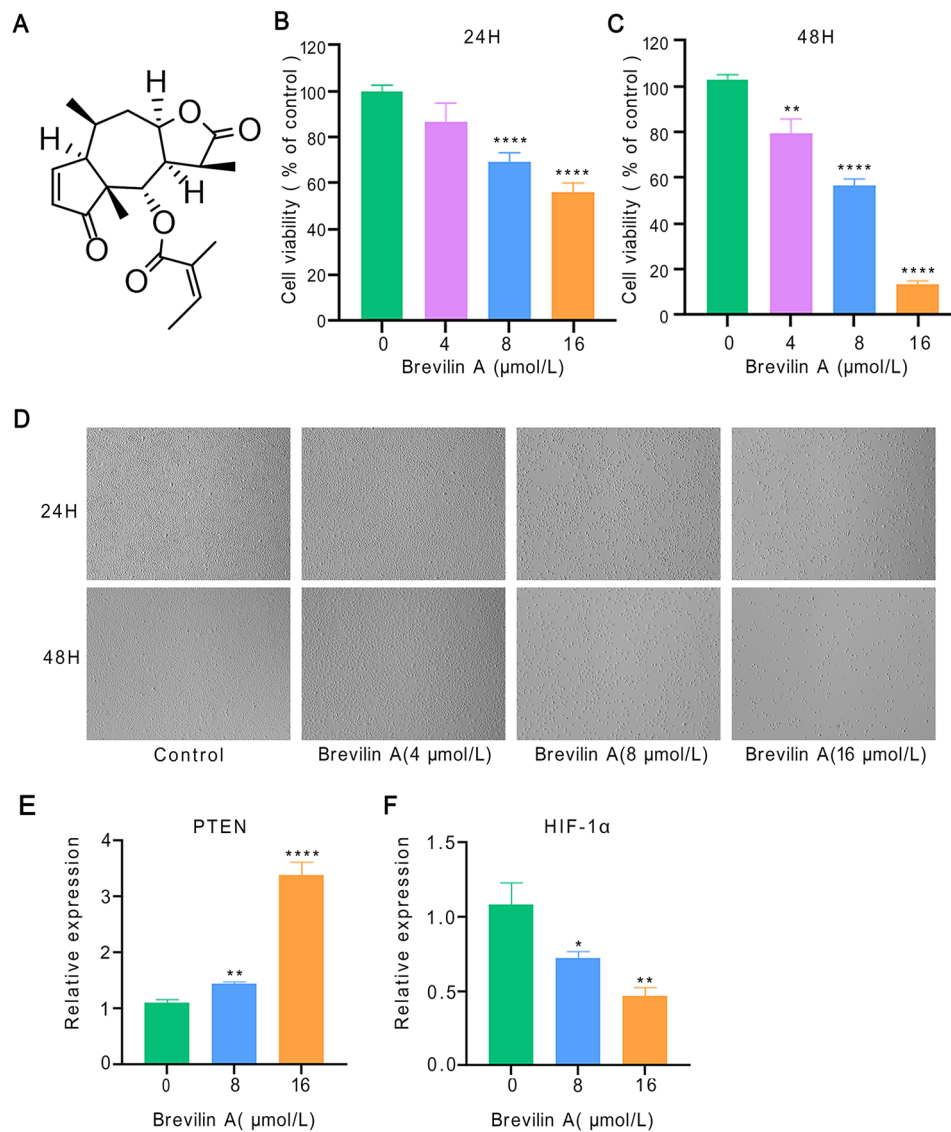 A
H
H
O
O
H
O
O
O
B
24H
Cell viability ( % of control)
120
100
80
60
40
20
0
****
****
0 4 8 16
Brevilin A (μmol/L)
C
48H
Cell viability ( % of control)
120
100
80
60
40
20
0
**
****
****
0 4 8 16
Brevilin A (μmol/L)
D
24H
48H
Control
Brevilin A(4 μmol/L)
Brevilin A(8 μmol/L)
Brevilin A(16 μmol/L)
E
PTEN
Relative expression
4
3
2
1
0
**
****
0 8 16
Brevilin A( μmol/L)
F
HIF-1α
Relative expression
1.5
1.0
0.5
0.0
*
**
0 8 16
Brevilin A( μmol/L)